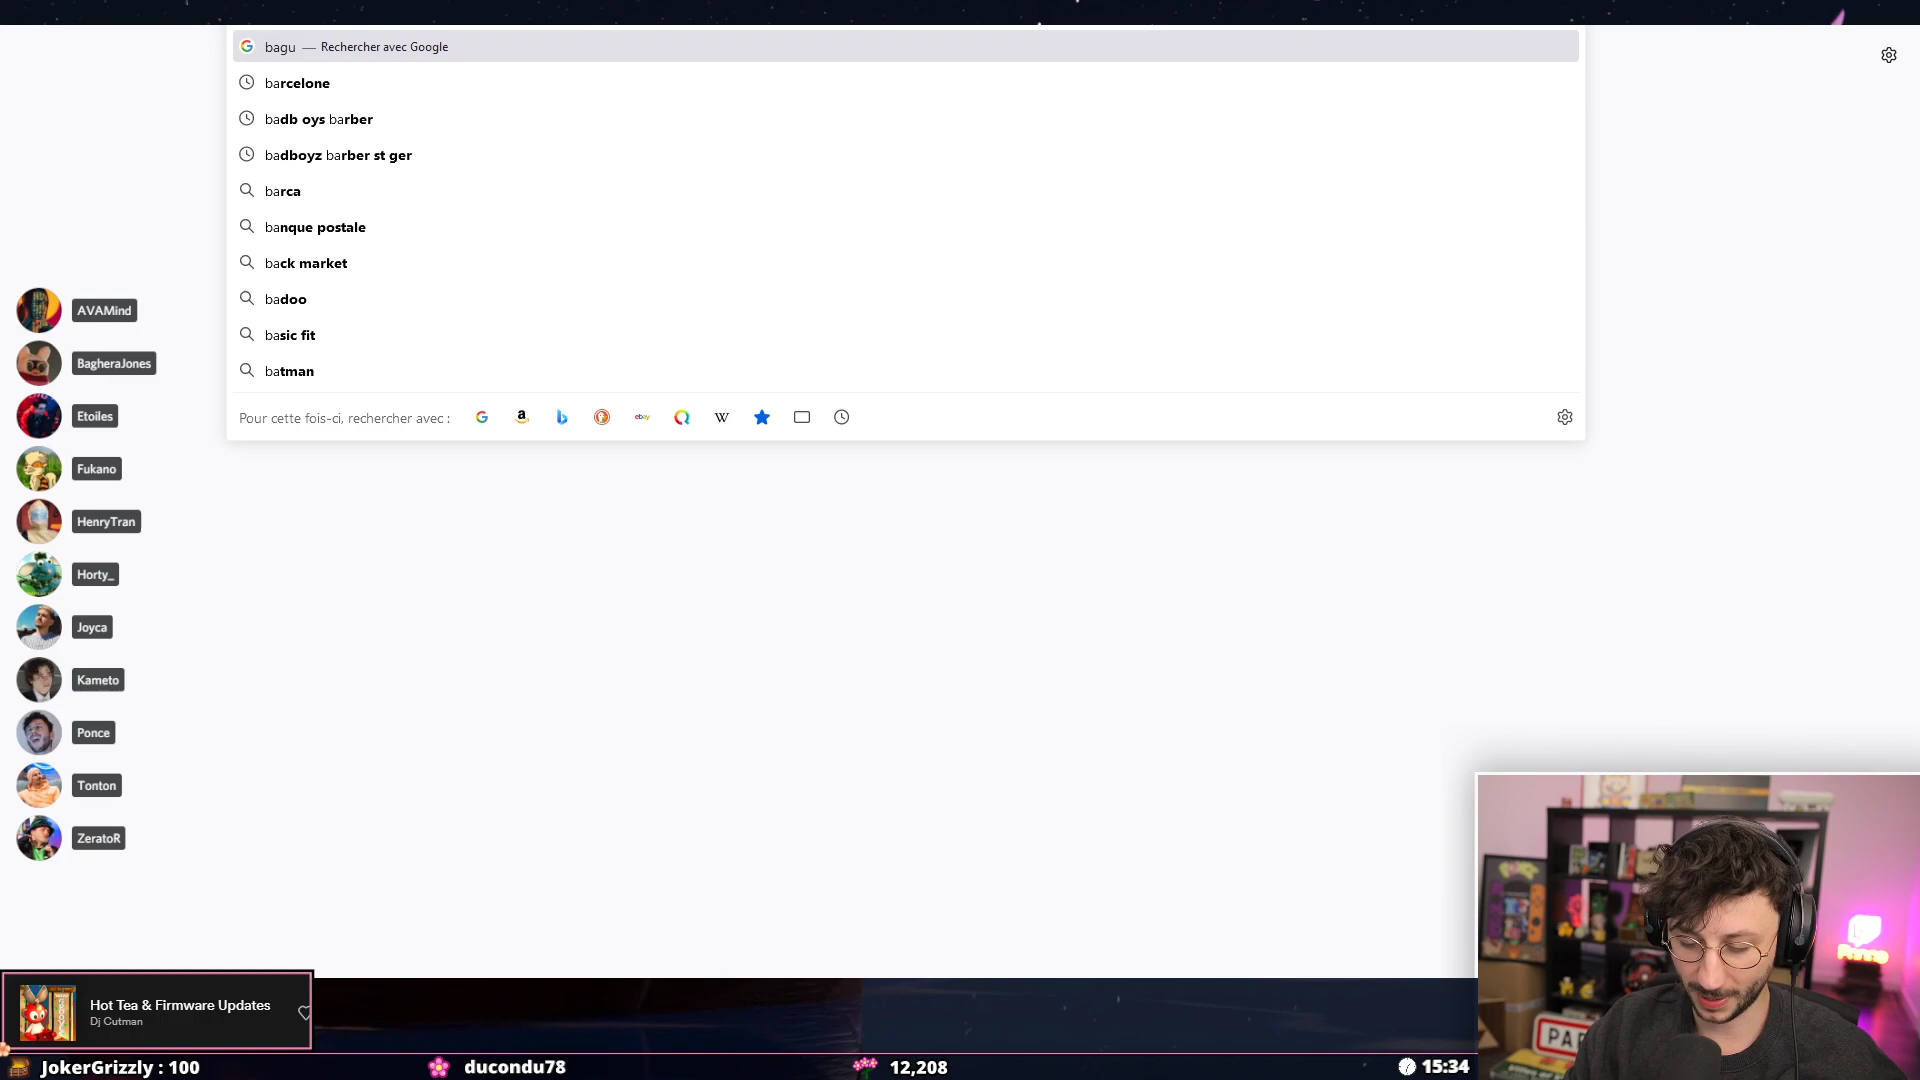 bagu — Rechercher avec Google
barcelone
badb oys barber
badboyz barber st ger
barca
banque postale
back market
badoo
basic fit
batman
Pour cette fois-ci, rechercher avec :
ebay
AVAMind
BagheraJones
Etoiles
Fukano
HenryTran
Horty_
Joyca
Kameto
Ponce
Tonton
ZeratoR
Hot Tea & Firmware Updates
Dj Cutman
JokerGrizzly : 100
ducondu78
12,208
15:34